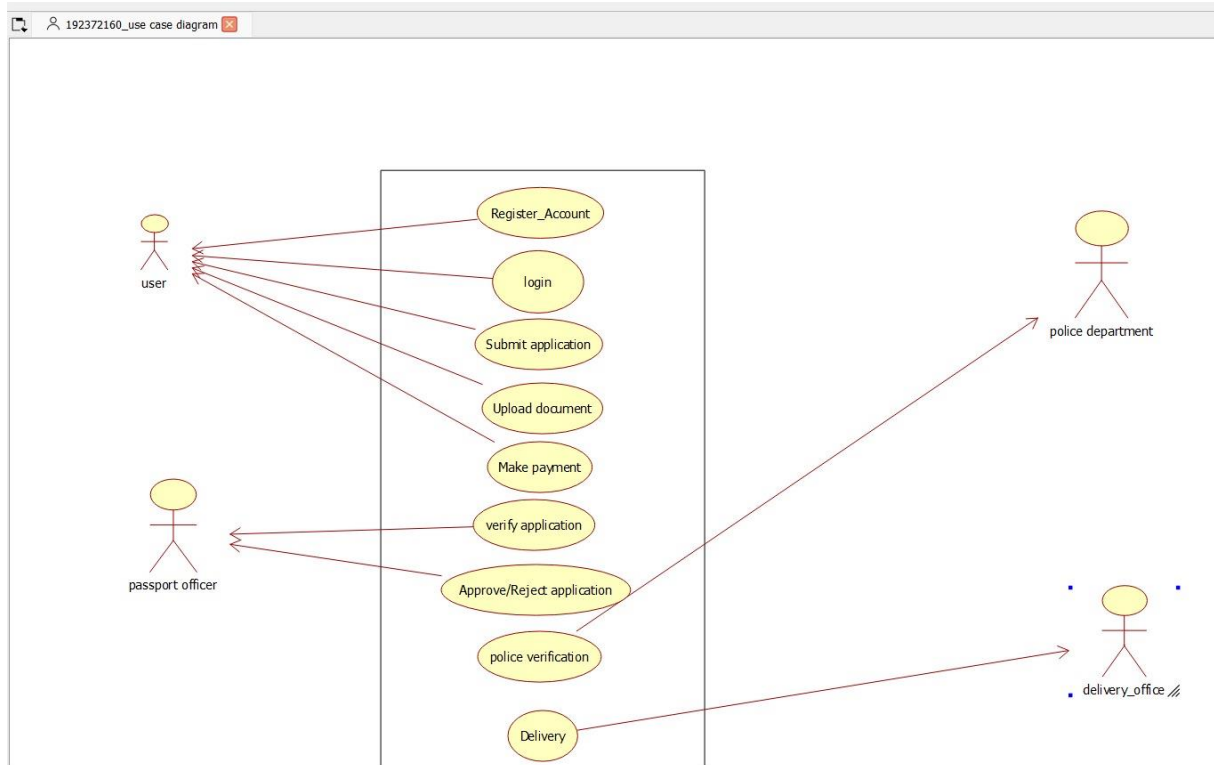 192372160_use case diagram
Register_Account
user
login
Submit application
police department
Upload document
Make payment
verify application
passport officer
Approve/Reject application
police verification
delivery_office
Delivery